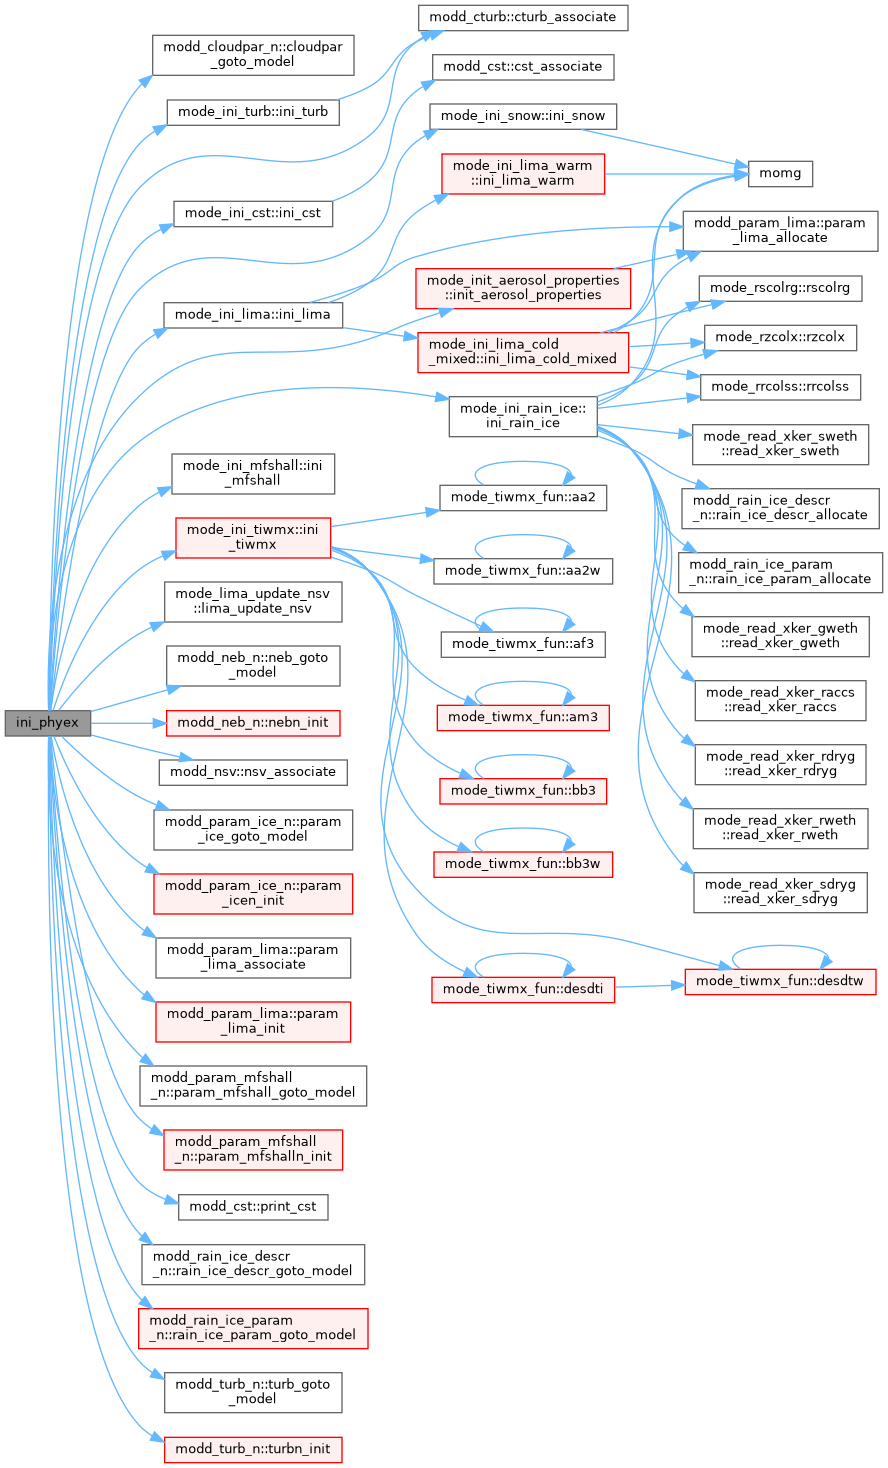 ini_phyex
modd_cloudpar_n::cloudpar
_goto_model
mode_ini_turb::ini_turb
mode_ini_cst::ini_cst
mode_ini_lima::ini_lima
mode_ini_mfshall::ini
_mfshall
mode_ini_tiwmx::ini
_tiwmx
mode_lima_update_nsv
::lima_update_nsv
modd_neb_n::neb_goto
_model
modd_neb_n::nebn_init
modd_nsv::nsv_associate
modd_param_ice_n::param
_ice_goto_model
modd_param_ice_n::param
_icen_init
modd_param_lima::param
_lima_associate
modd_param_lima::param
_lima_init
modd_param_mfshall
_n::param_mfshall_goto_model
modd_param_mfshall
_n::param_mfshalln_init
modd_cst::print_cst
modd_rain_ice_descr
_n::rain_ice_descr_goto_model
modd_rain_ice_param
_n::rain_ice_param_goto_model
modd_turb_n::turb_goto
_model
modd_turb_n::turbn_init
modd_cturb::cturb_associate
modd_cst::cst_associate
mode_ini_snow::ini_snow
mode_ini_lima_warm
::ini_lima_warm
mode_init_aerosol_properties
::init_aerosol_properties
mode_ini_lima_cold
_mixed::ini_lima_cold_mixed
mode_ini_rain_ice::
ini_rain_ice
mode_tiwmx_fun::aa2
mode_tiwmx_fun::aa2w
mode_tiwmx_fun::af3
mode_tiwmx_fun::am3
mode_tiwmx_fun::bb3
mode_tiwmx_fun::bb3w
mode_tiwmx_fun::desdti
momg
modd_param_lima::param
_lima_allocate
mode_rscolrg::rscolrg
mode_rzcolx::rzcolx
mode_rrcolss::rrcolss
mode_read_xker_sweth
::read_xker_sweth
modd_rain_ice_descr
_n::rain_ice_descr_allocate
modd_rain_ice_param
_n::rain_ice_param_allocate
mode_read_xker_gweth
::read_xker_gweth
mode_read_xker_raccs
::read_xker_raccs
mode_read_xker_rdryg
::read_xker_rdryg
mode_read_xker_rweth
::read_xker_rweth
mode_read_xker_sdryg
::read_xker_sdryg
mode_tiwmx_fun::desdtw